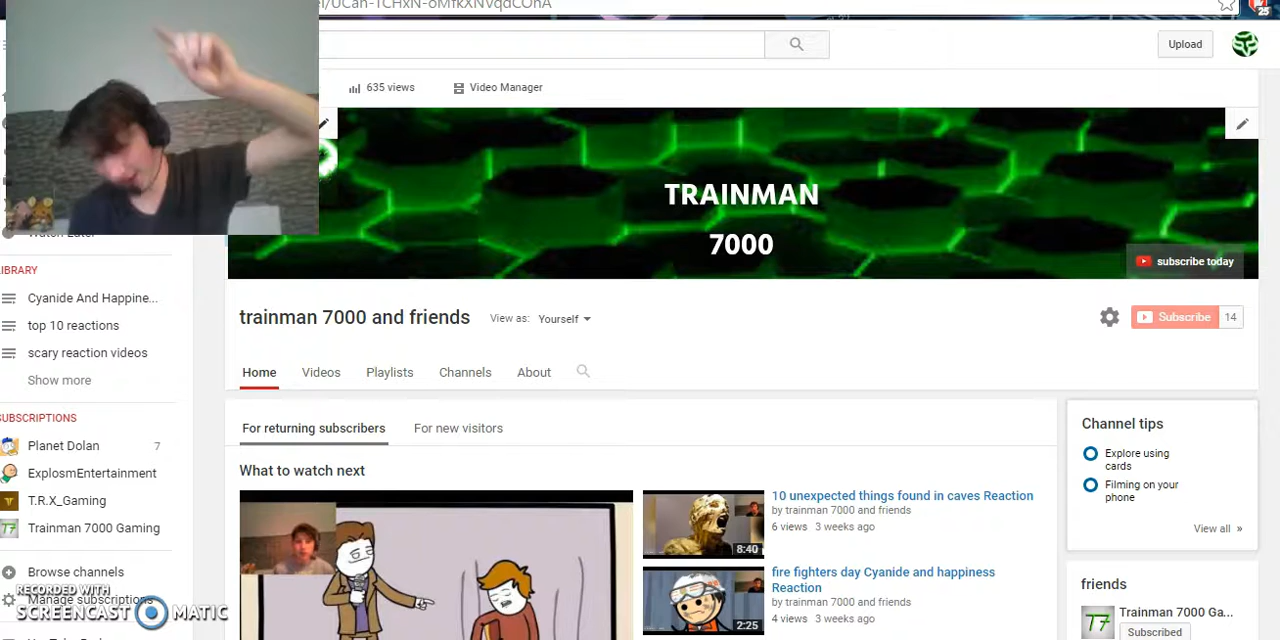 25
Upload
635 views
Video Manager
TRAINMAN
7000
subscribe today
LIBRARY
Cyanide And Happine...
top 10 reactions
scary reaction videos
Show more
SUBSCRIPTIONS
Planet Dolan 7
ExplosmEntertainment
T.R.X_Gaming
Trainman 7000 Gaming
Browse channels
Manage subscriptions
RECORDED WITH
SCREENCAST MATIC
trainman 7000 and friends
View as: Yourself
Subscribe 14
Home Videos Playlists Channels About
For returning subscribers For new visitors
What to watch next
10 unexpected things found in caves Reaction
by trainman 7000 and friends
6 views 3 weeks ago
8:40
fire fighters day Cyanide and happiness
Reaction
by trainman 7000 and friends
4 views 3 weeks ago
2:25
Channel tips
Explore using
cards
Filming on your
phone
View all »
friends
T7
Trainman 7000 Ga...
Subscribed